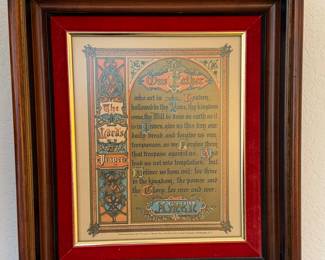 The
Lord's
Prayer
Our Father
who art in Heaven,
hallowed be thy Name, thy kingdom
come, thy Will be done on earth as it
is in Heaven, give us this day our
daily bread, and forgive us our
trespasses, as we Forgive them
that trespass against us, And
lead us not into temptation, but
Deliver us from evil: for thine
is the kingdom, the power and
the Glory, for ever and ever.
Amen